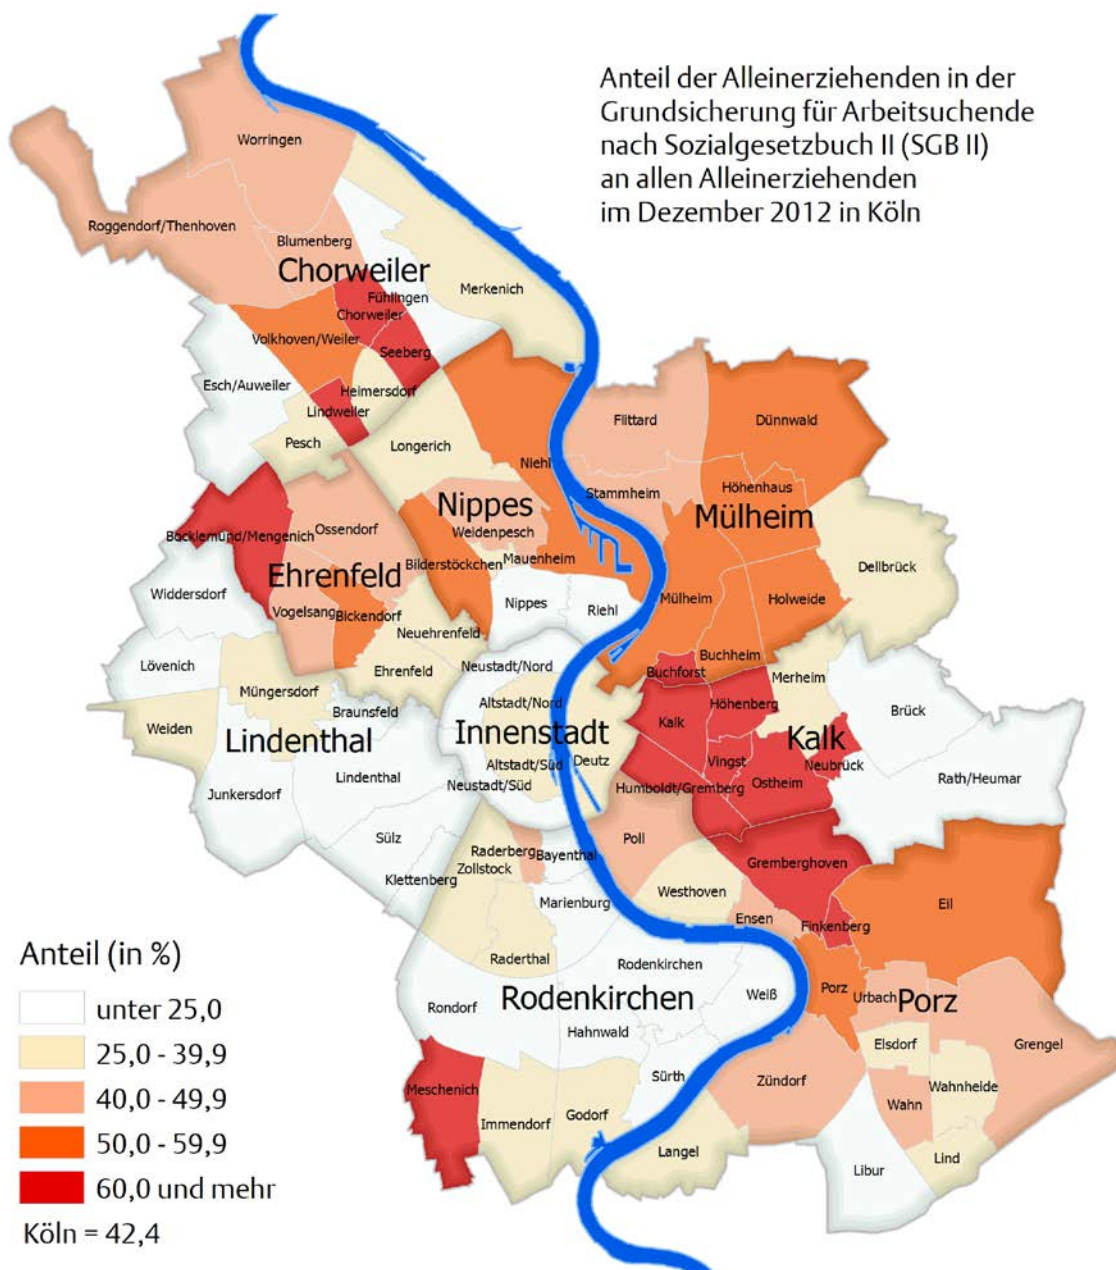 Anteil der Alleinerziehenden in der
Grundsicherung für Arbeitsuchende
nach Sozialgesetzbuch II (SGB II)
an allen Alleinerziehenden
im Dezember 2012 in Köln
Worringen
Roggendorf/Thenhoven
Blumenberg
Chorweiler
Fühlingen
Merkenich
Chorweiler
Volkhoven/Weiler
Seeberg
Esch/Auweiler
Heimersdorf
Lindweiler
Pesch
Longerich
Niehl
Flittard
Dünnwald
Stammheim
Höhenhaus
Nippes
Mülheim
Weidenpesch
Ossendorf
Bocklemünd/Mengenich
Mauenheim
Bilderstöckchen
Dellbrück
Ehrenfeld
Widdersdorf
Nippes
Riehl
Mülheim
Holweide
Vogelsang
Bickendorf
Neuehrenfeld
Buchheim
Lövenich
Ehrenfeld
Neustadt/Nord
Buchforst
Merheim
Müngersdorf
Altstadt/Nord
Höhenberg
Brück
Braunsfeld
Weiden
Lindenthal
Innenstadt
Kalk
Kalk
Altstadt/Süd
Deutz
Vingst
Neubrück
Lindenthal
Ostheim
Rath/Heumar
Junkersdorf
Neustadt/Süd
Humboldt/Gremberg
Sülz
Poll
Raderberg
Bayenthal
Zollstock
Gremberghoven
Klettenberg
Westhoven
Marienburg
Ensen
Finkenberg
Eil
Raderthal
Rodenkirchen
Rondorf
Rodenkirchen
Weiß
Porz
Urbach
Porz
Hahnwald
Elsdorf
Grengel
Sürth
Zündorf
Meschenich
Wahnheide
Wahn
Immendorf
Godorf
Langel
Libur
Lind
Anteil (in %)
unter 25,0
25,0 - 39,9
40,0 - 49,9
50,0 - 59,9
60,0 und mehr
Köln = 42,4